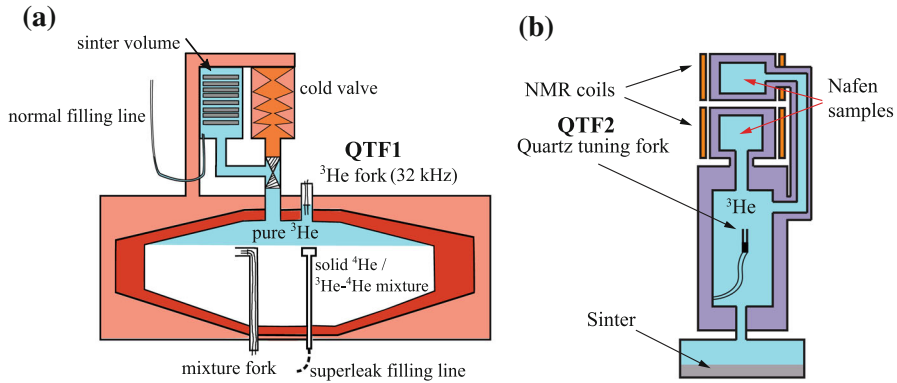 (a)
sinter volume
normal filling line
cold valve
QTF1
³He fork (32 kHz)
pure ³He
solid ⁴He /
³He-⁴He mixture
mixture fork
superleak filling line
(b)
NMR coils
Nafen
samples
QTF2
Quartz tuning fork
³He
Sinter